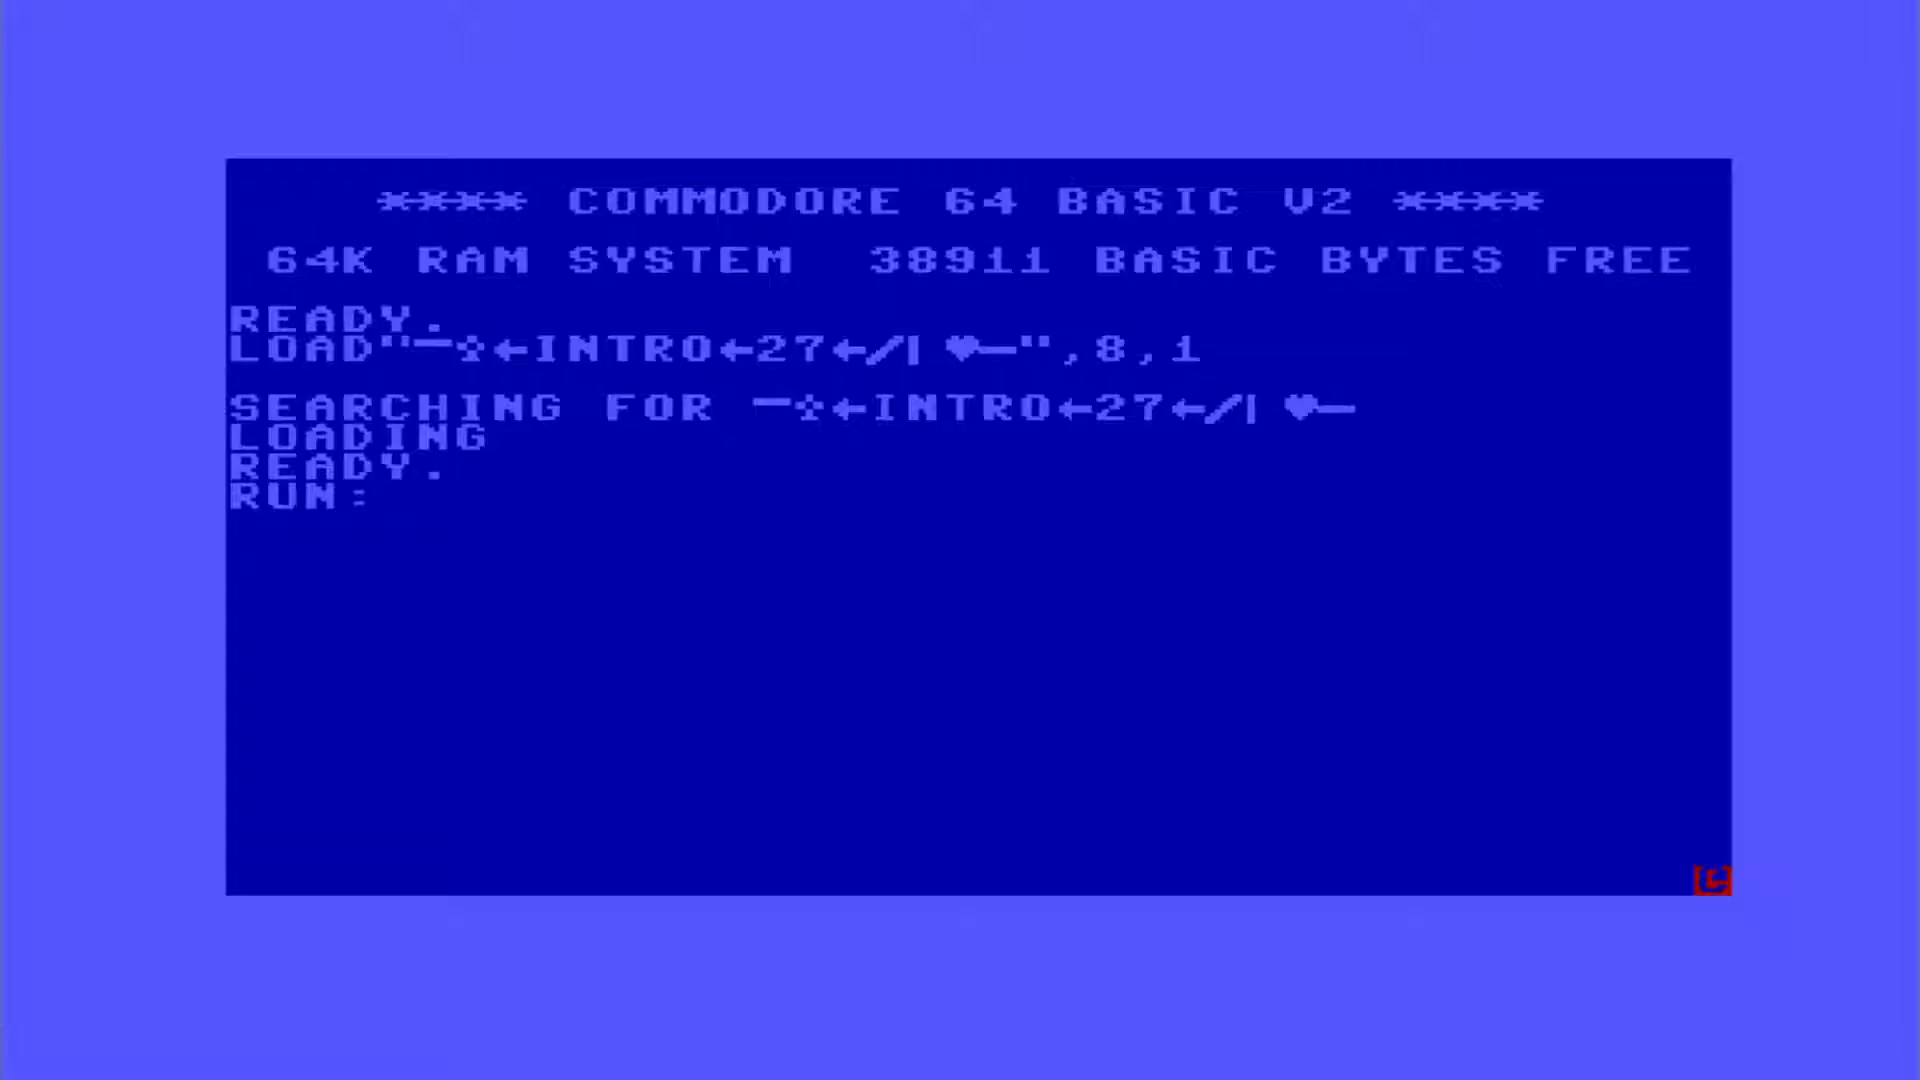 **** COMMODORE 64 BASIC V2 ****
64K RAM SYSTEM 38911 BASIC BYTES FREE
READY.
LOAD"¯♧←INTRO←27←/| ♥─",8,1
SEARCHING FOR ¯♧←INTRO←27←/| ♥─
LOADING
READY.
RUN: